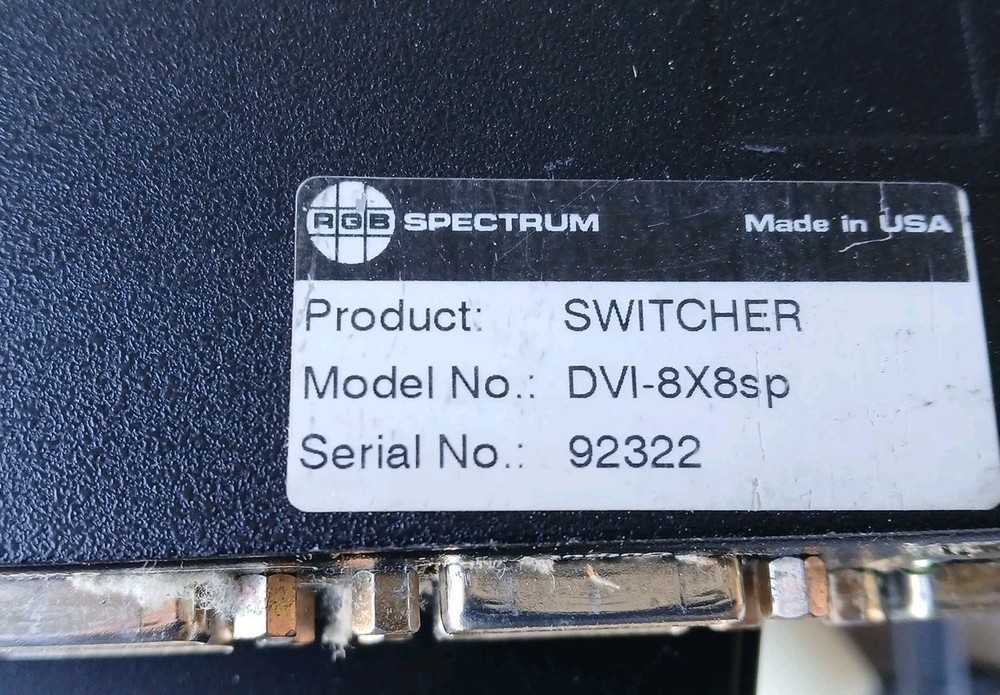 RGB SPECTRUM Made in USA
Product: SWITCHER
Model No.: DVI-8X8sp
Serial No.: 92322